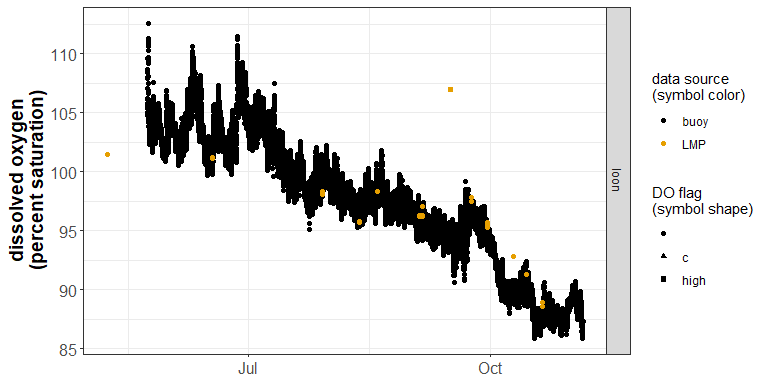 dissolved oxygen
(percent saturation)
110
105
100
95
90
85
Jul
Oct
loon
data source
(symbol color)
buoy
LMP
DO flag
(symbol shape)
c
high